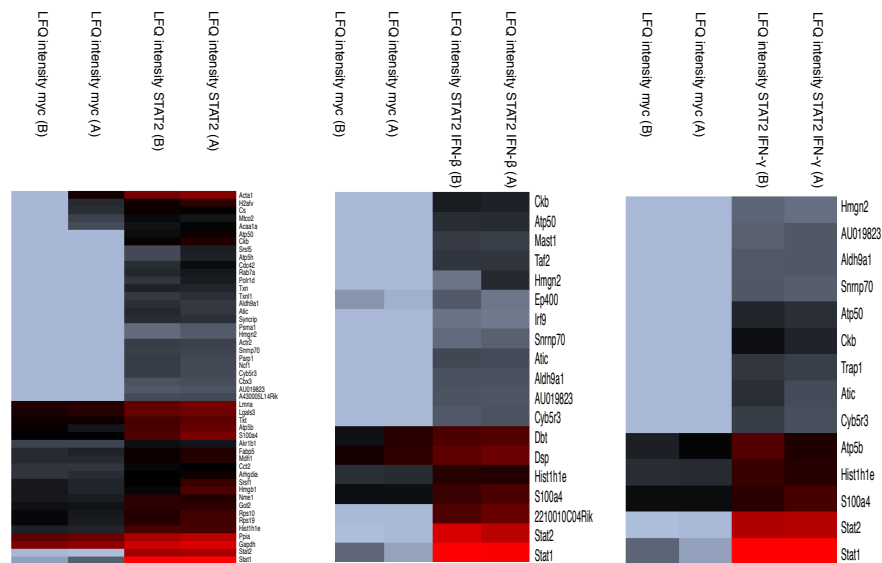 LFQ intensity myc (B)
LFQ intensity myc (A)
LFQ intensity STAT2 (B)
LFQ intensity STAT2 (A)
Acta1
H2afv
Cs
Mtco2
Acaa1a
Atp50
Ckb
Srsf5
Atp5h
Cdc42
Rab7a
Polr1d
Txn
Txnl1
Aldh9a1
Atic
Syncrip
Psma1
Hmgn2
Actr2
Snrnp70
Parp1
Ncf1
Cyb5r3
Cbx3
AU019823
A430005L14Rik
Lmna
Lgals3
Tkt
Atp5b
S100a4
Akr1b1
Fabp5
Mdh1
Cct2
Arhgdia
Srsf1
Hmgb1
Nme1
Got2
Rps10
Rps19
Hist1h1e
Ppia
Gapdh
Stat2
Stat1
LFQ intensity myc (B)
LFQ intensity myc (A)
LFQ intensity STAT2 IFN-β (B)
LFQ intensity STAT2 IFN-β (A)
Ckb
Atp50
Mast1
Taf2
Hmgn2
Ep400
Irf9
Snrnp70
Atic
Aldh9a1
AU019823
Cyb5r3
Dbt
Dsp
Hist1h1e
S100a4
2210010C04Rik
Stat2
Stat1
LFQ intensity myc (B)
LFQ intensity myc (A)
LFQ intensity STAT2 IFN-γ (B)
LFQ intensity STAT2 IFN-γ (A)
Hmgn2
AU019823
Aldh9a1
Snrnp70
Atp50
Ckb
Trap1
Atic
Cyb5r3
Atp5b
Hist1h1e
S100a4
Stat2
Stat1